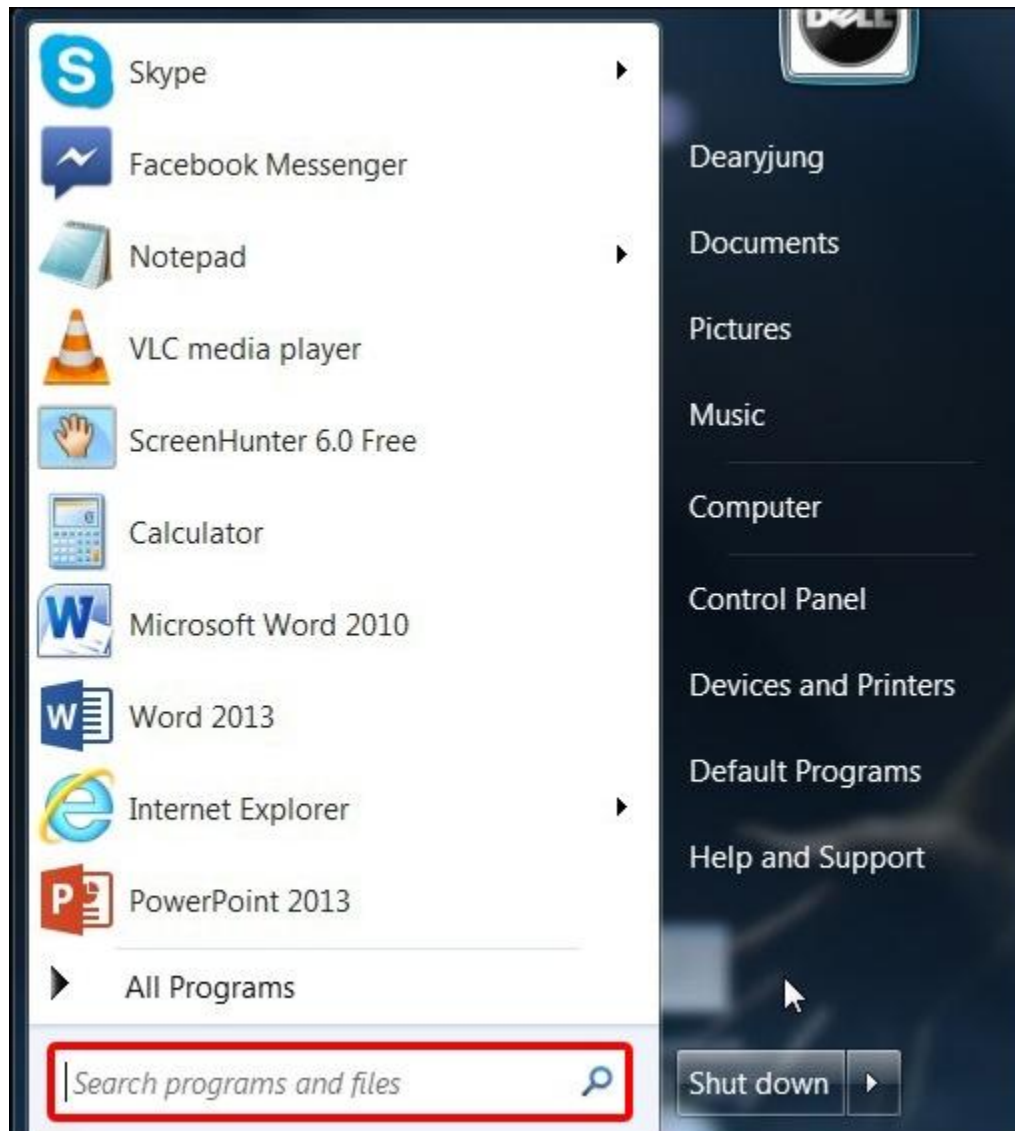 Skype
Facebook Messenger
Notepad
VLC media player
ScreenHunter 6.0 Free
Calculator
Microsoft Word 2010
Word 2013
Internet Explorer
PowerPoint 2013
All Programs
Search programs and files
DELL
Dearyjung
Documents
Pictures
Music
Computer
Control Panel
Devices and Printers
Default Programs
Help and Support
Shut down